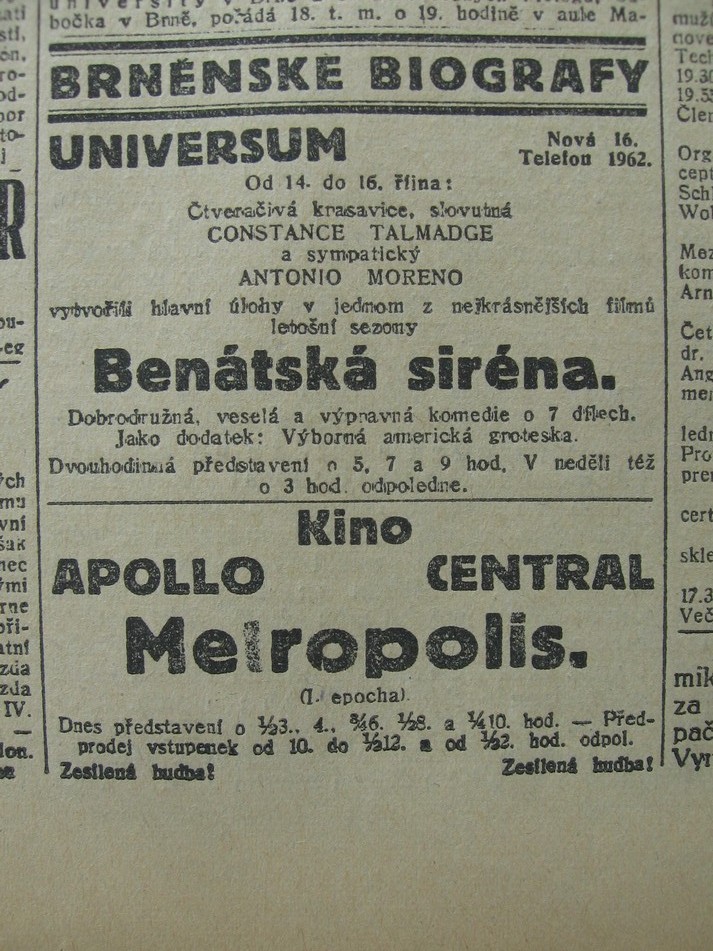 bočka v Brně, pořádá 18. t. m. o 19. hodině v aule Ma-
BRNĚNSKÉ BIOGRAFY
UNIVERSUM
Nová 16.
Telefon 1962.
Od 14. do 16. října:
Čtveračivá krasavice, slovutná
CONSTANCE TALMADGE
a sympatický
ANTONIO MORENO
vytvořili hlavní úlohy v jednom z nejkrásnějších filmů
letošní sezony
Benátská siréna.
Dobrodružná, veselá a výpravná komedie o 7 dílech.
Jako dodatek: Výborná americká groteska.
Dvouhodinná představení o 5, 7 a 9 hod. V neděli též
o 3 hod. odpoledne.
Kino
APOLLO CENTRAL
Metropolis.
(I. epocha).
Dnes představení o ½3., 4., ¾6. ½8. a ¼10. hod. — Před-
prodej vstupenek od 10. do ½12. a od ½2. hod. odpol.
Zesílená hudba! Zesílená hudba!